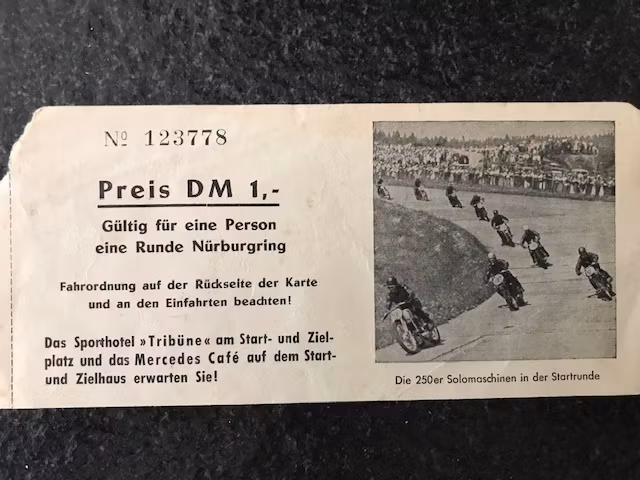 Nº 123778
Preis DM 1,-
Gültig für eine Person
eine Runde Nürburgring
Fahrordnung auf der Rückseite der Karte
und an den Einfahrten beachten!
Das Sporthotel »Tribüne« am Start- und Ziel-
platz und das Mercedes Café auf dem Start-
und Zielhaus erwarten Sie!
Die 250er Solomaschinen in der Startrunde